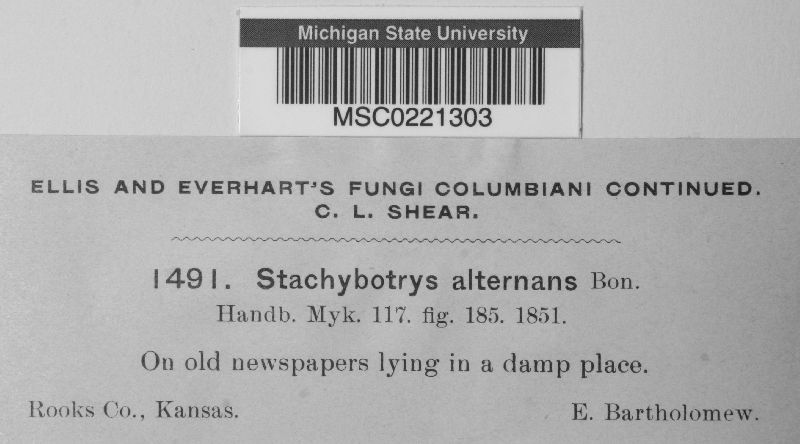 Michigan State University
MSC0221303
ELLIS AND EVERHART'S FUNGI COLUMBIANI CONTINUED.
C. L. SHEAR.
1491. Stachybotrys alternans Bon.
Handb. Myk. 117. fig. 185. 1851.
On old newspapers lying in a damp place.
Rooks Co., Kansas. E. Bartholomew.